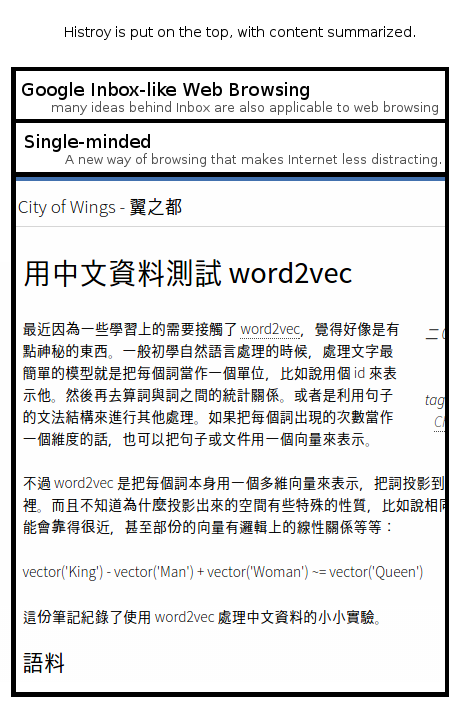 Histroy is put on the top, with content summarized.
Google Inbox-like Web Browsing
many ideas behind Inbox are also applicable to web browsing
Single-minded
A new way of browsing that makes Internet less distracting.
City of Wings - 翼之都
用中文資料測試 word2vec
最近因為一些學習上的需要接觸了 word2vec，覺得好像是有
點神秘的東西。一般初學自然語言處理的時候，處理文字最
簡單的模型就是把每個詞當作一個單位，比如說用個 id 來表
示他。然後再去算詞與詞之間的統計關係。或者是利用句子
的文法結構來進行其他處理。如果把每個詞出現的次數當作
一個維度的話，也可以把句子或文件用一個向量來表示。
二
tag
不過 word2vec 是把每個詞本身用一個多維向量來表示，把詞投影到
裡。而且不知道為什麼投影出來的空間有些特殊的性質，比如說相同
能會靠得很近，甚至部份的向量有邏輯上的線性關係等等：
vector('King') - vector('Man') + vector('Woman') ~= vector('Queen')
這份筆記紀錄了使用 word2vec 處理中文資料的小小實驗。
語料